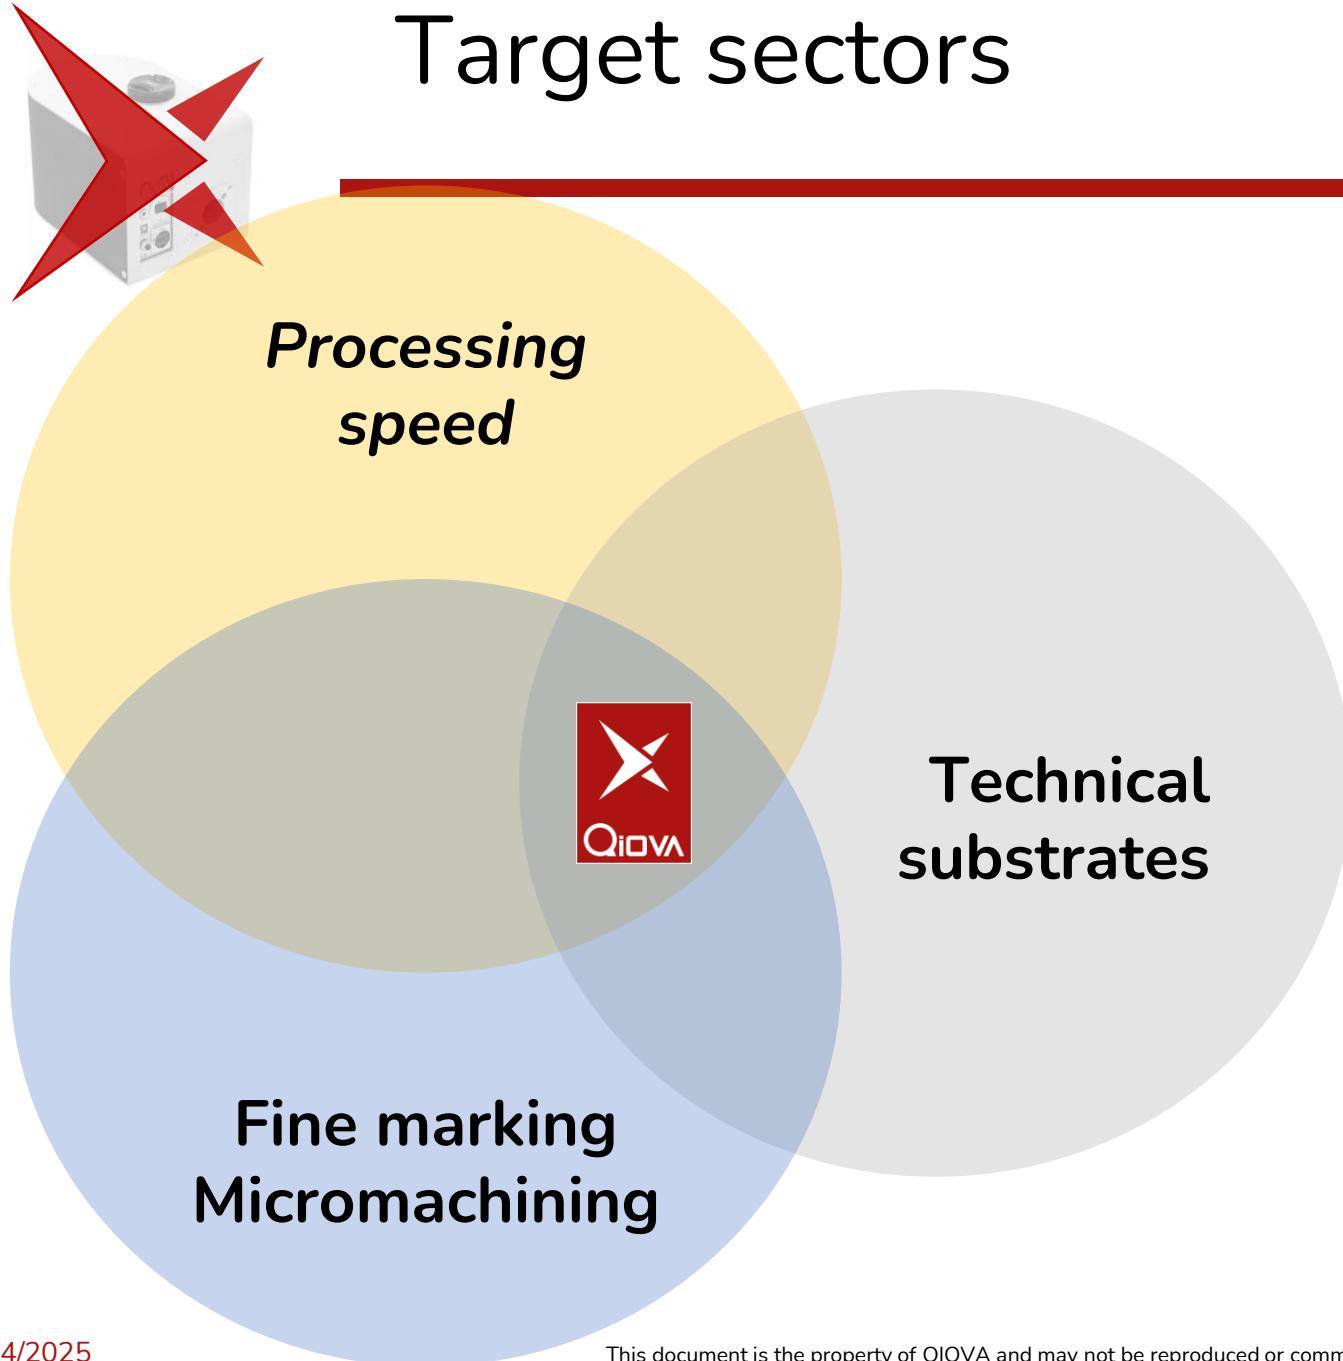 Target sectors
Processing
speed
Technical
substrates
QiOVA
Fine marking
Micromachining
4/2025
This document is the property of QIOVA and may not be reproduced or comm